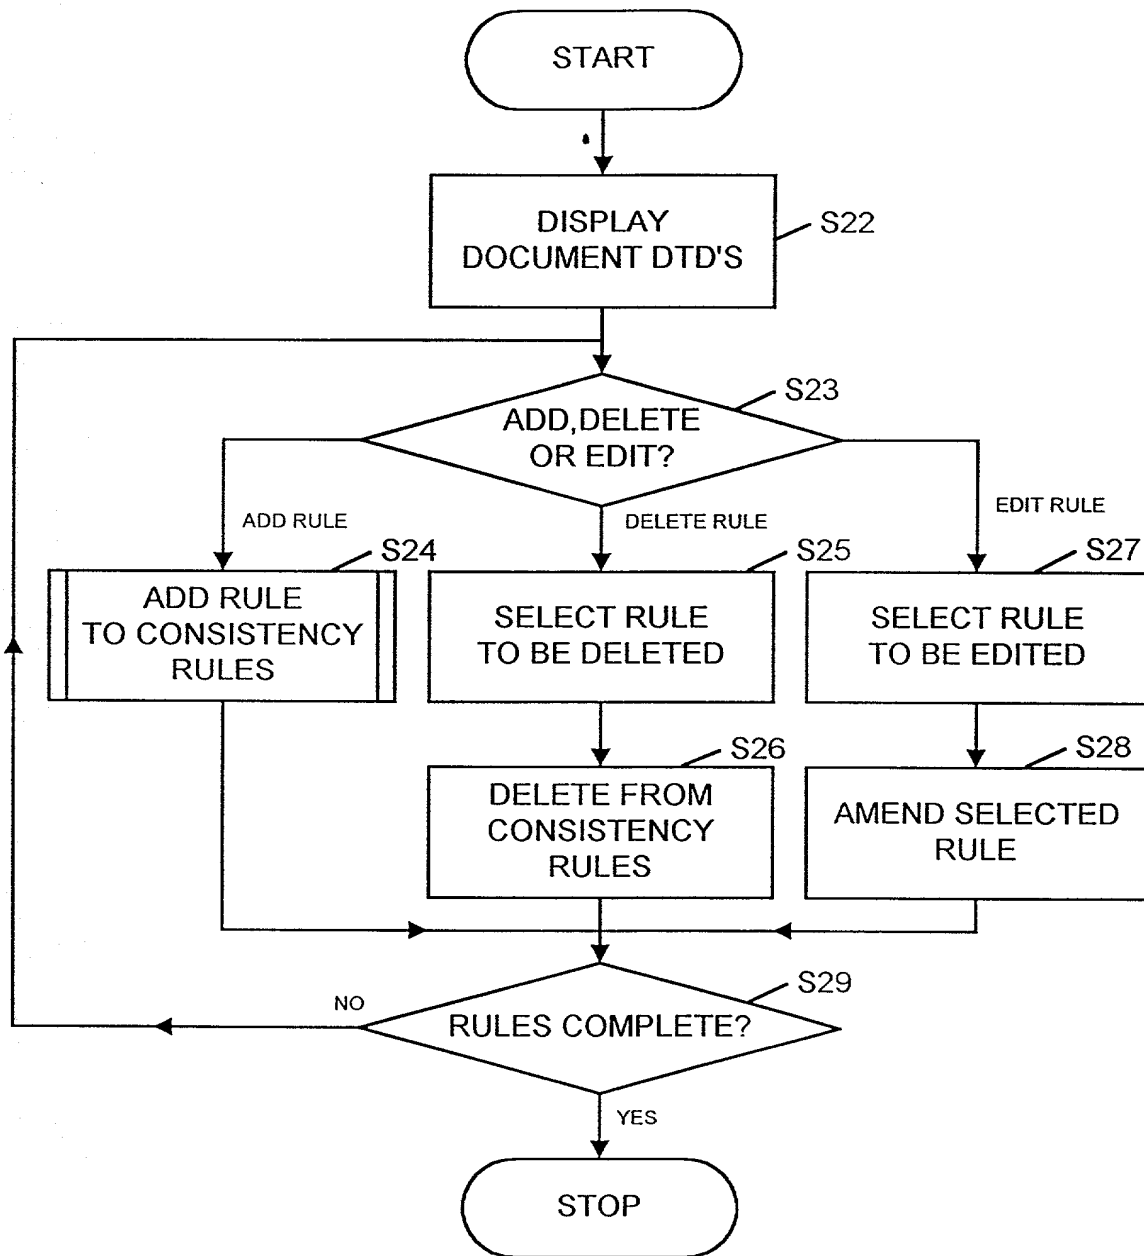 START
DISPLAY
DOCUMENT DTD'S
S22
S23
ADD,DELETE
OR EDIT?
ADD RULE
DELETE RULE
EDIT RULE
S24
ADD RULE
TO CONSISTENCY
RULES
S25
SELECT RULE
TO BE DELETED
S27
SELECT RULE
TO BE EDITED
S26
DELETE FROM
CONSISTENCY
RULES
S28
AMEND SELECTED
RULE
S29
RULES COMPLETE?
NO
YES
STOP